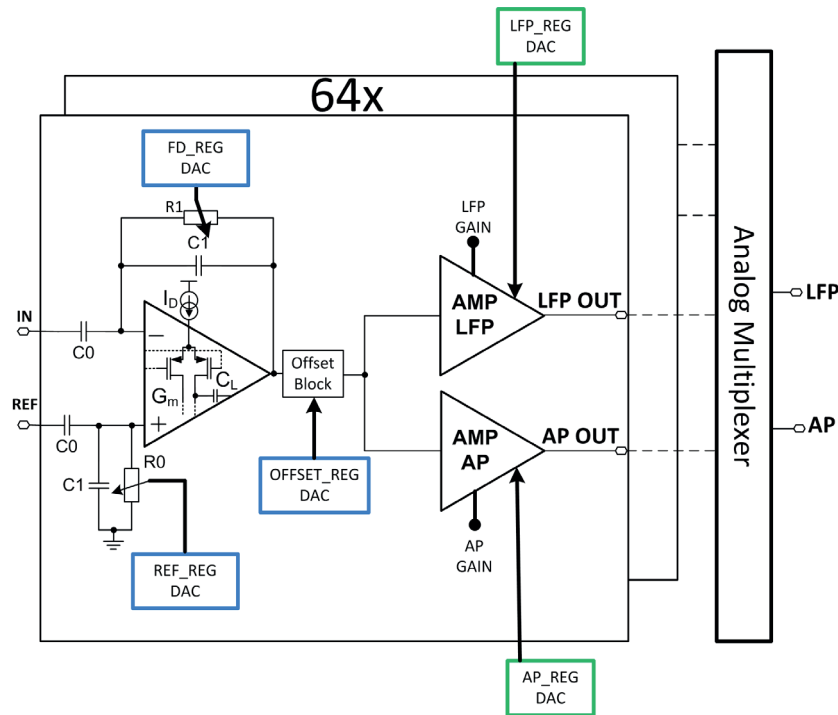 LFP_REG
DAC
64x
FD_REG
DAC
R1
C1
LFP
GAIN
I_D
AMP
LFP
LFP OUT
IN
C0
–
G_m
C_L
Offset
Block
REF
C0
+
R0
C1
OFFSET_REG
DAC
AMP
AP
AP OUT
AP
GAIN
REF_REG
DAC
AP_REG
DAC
Analog Multiplexer
LFP
AP